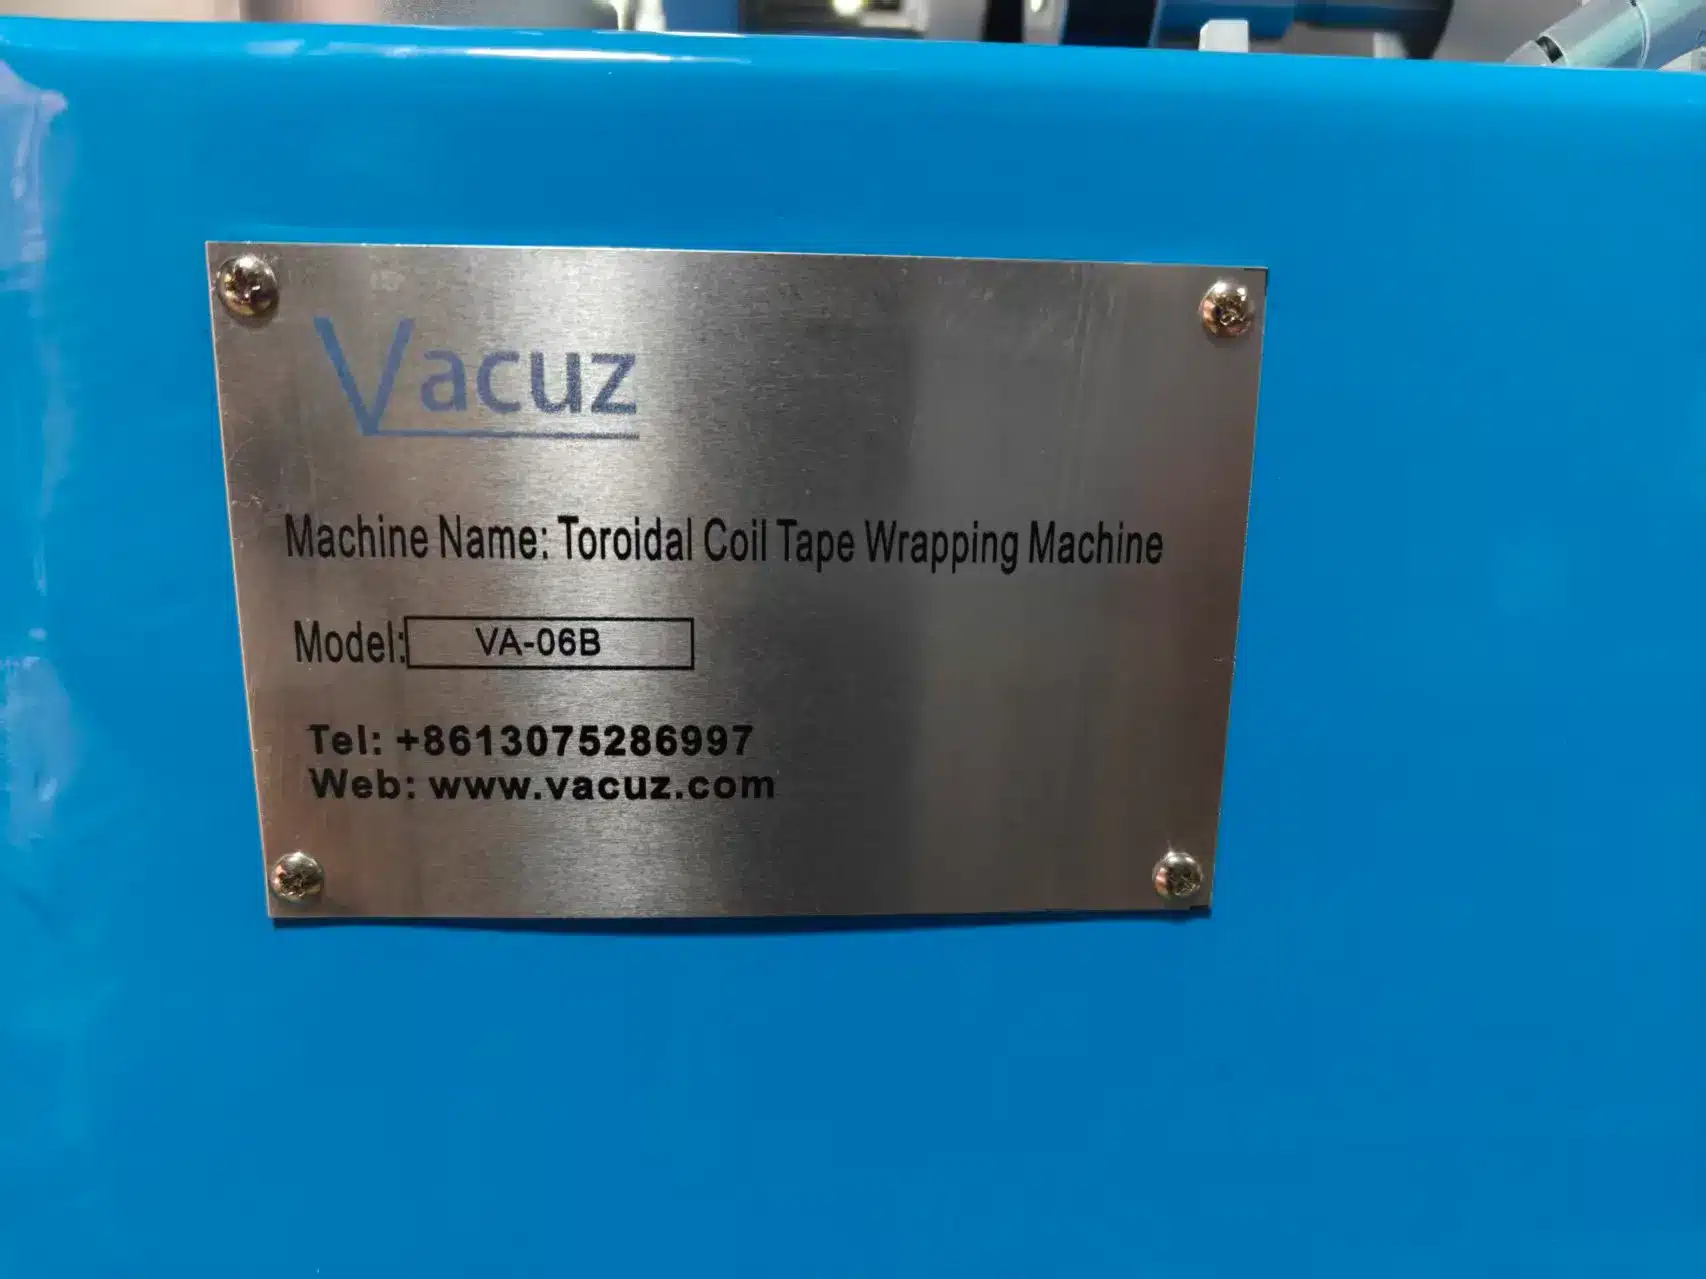 Vacuz
Machine Name: Toroidal Coil Tape Wrapping Machine
Model: VA-06B
Tel: +8613075286997
Web: www.vacuz.com